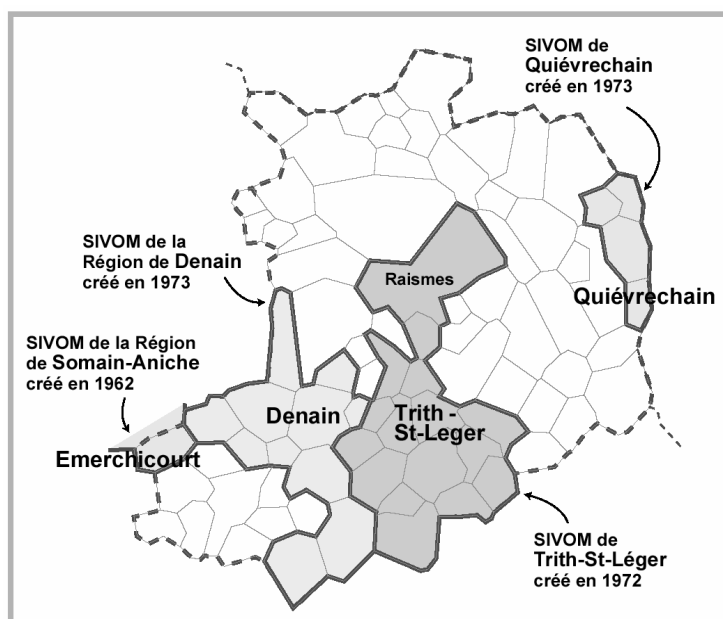 SIVOM de
Quiévrechain
créé en 1973
SIVOM de la
Région de Denain
créé en 1973
Raismes
Quiévrechain
SIVOM de la Région
de Somain-Aniche
créé en 1962
Denain
Trith -
St-Leger
Emerchicourt
SIVOM de
Trith-St-Léger
créé en 1972